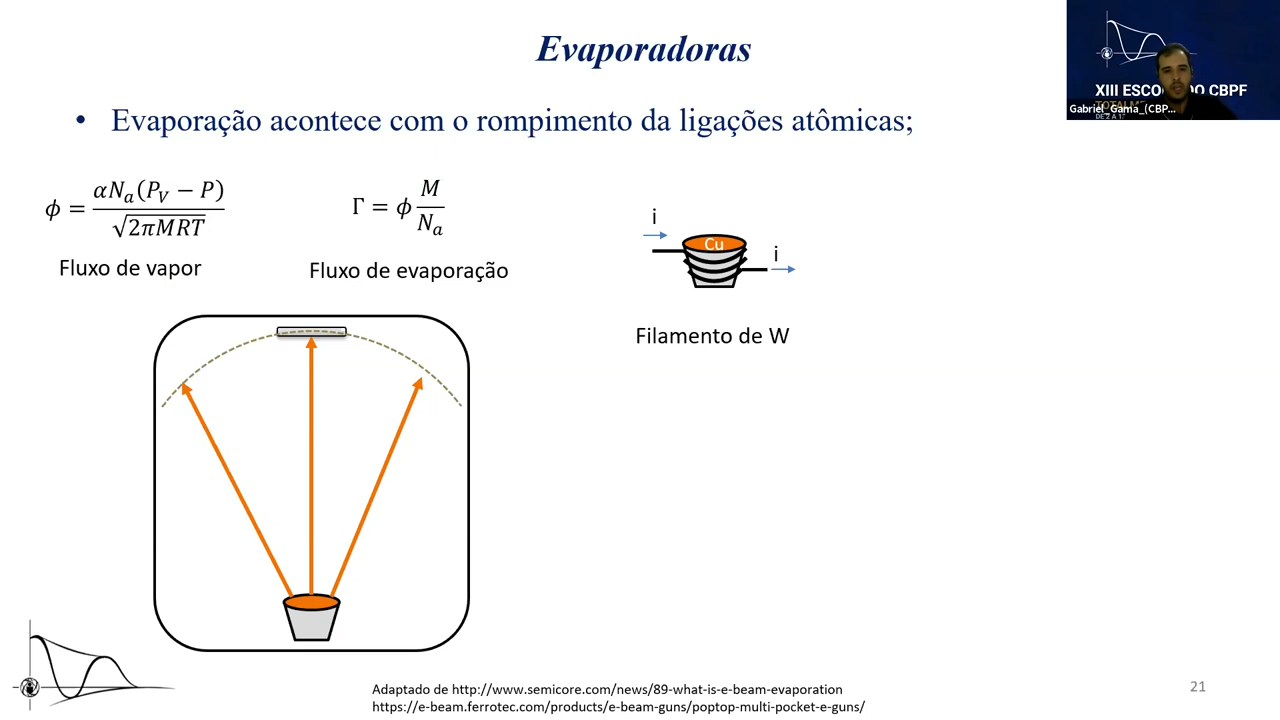 Evaporadoras
XIII ESCO DO CBPF
Gabriel_Gama_(CBP...
• Evaporação acontece com o rompimento da ligações atômicas;
ϕ = αN_a(P_V − P) / √2πMRT
Γ = ϕ M / N_a
Fluxo de vapor
Fluxo de evaporação
i
Cu
i
Filamento de W
Adaptado de http://www.semicore.com/news/89-what-is-e-beam-evaporation
https://e-beam.ferrotec.com/products/e-beam-guns/poptop-multi-pocket-e-guns/
21